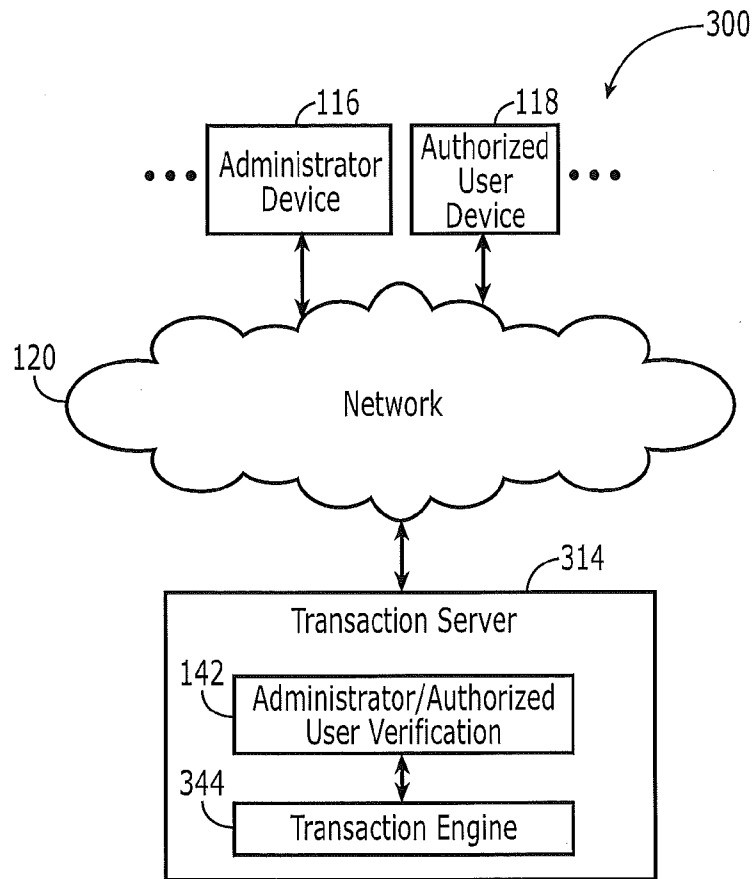 300
116
118
Administrator
Device
Authorized
User
Device
120
Network
314
Transaction Server
142
Administrator/Authorized
User Verification
344
Transaction Engine